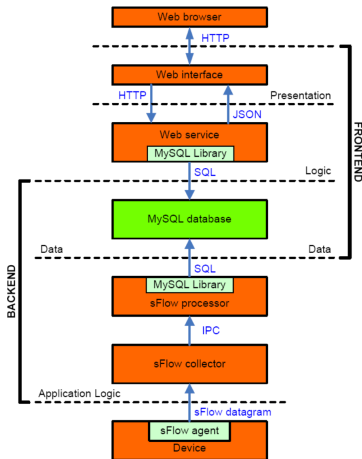 Web browser
HTTP
Web interface
HTTP
Presentation
JSON
Web service
MySQL Library
SQL
Logic
FRONTEND
MySQL database
Data
Data
SQL
MySQL Library
sFlow processor
BACKEND
IPC
sFlow collector
Application Logic
sFlow datagram
sFlow agent
Device